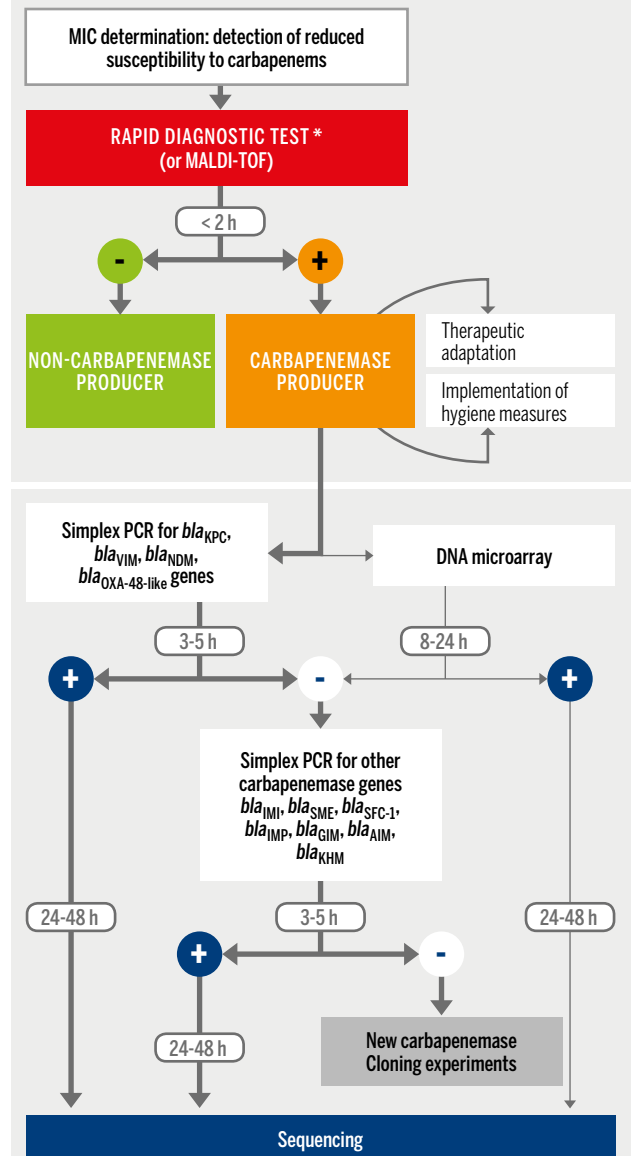 MIC determination: detection of reduced
susceptibility to carbapenems
RAPID DIAGNOSTIC TEST *
(or MALDI-TOF)
< 2 h
- +
NON-CARBAPENEMASE
PRODUCER
CARBAPENEMASE
PRODUCER
Therapeutic
adaptation
Implementation of
hygiene measures
Simplex PCR for blaKPC,
blaVIM, blaNDM,
blaOXA-48-like genes
DNA microarray
3-5 h
8-24 h
+ - +
Simplex PCR for other
carbapenemase genes
blaIMI, blaSME, blaSFC-1,
blaIMP, blaGIM, blaAIM,
blaKHM
24-48 h
3-5 h
24-48 h
+ -
24-48 h
New carbapenemase
Cloning experiments
Sequencing